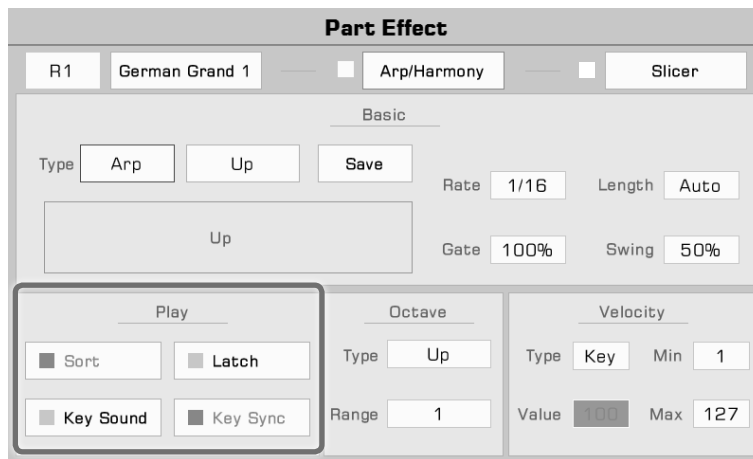 Part Effect
R1 German Grand 1 Arp/Harmony Slicer
Basic
Type Arp Up Save
Rate 1/16 Length Auto
Up
Gate 100% Swing 50%
Play
Sort Latch
Key Sound Key Sync
Octave
Type Up
Range 1
Velocity
Type Key Min 1
Value 100 Max 127